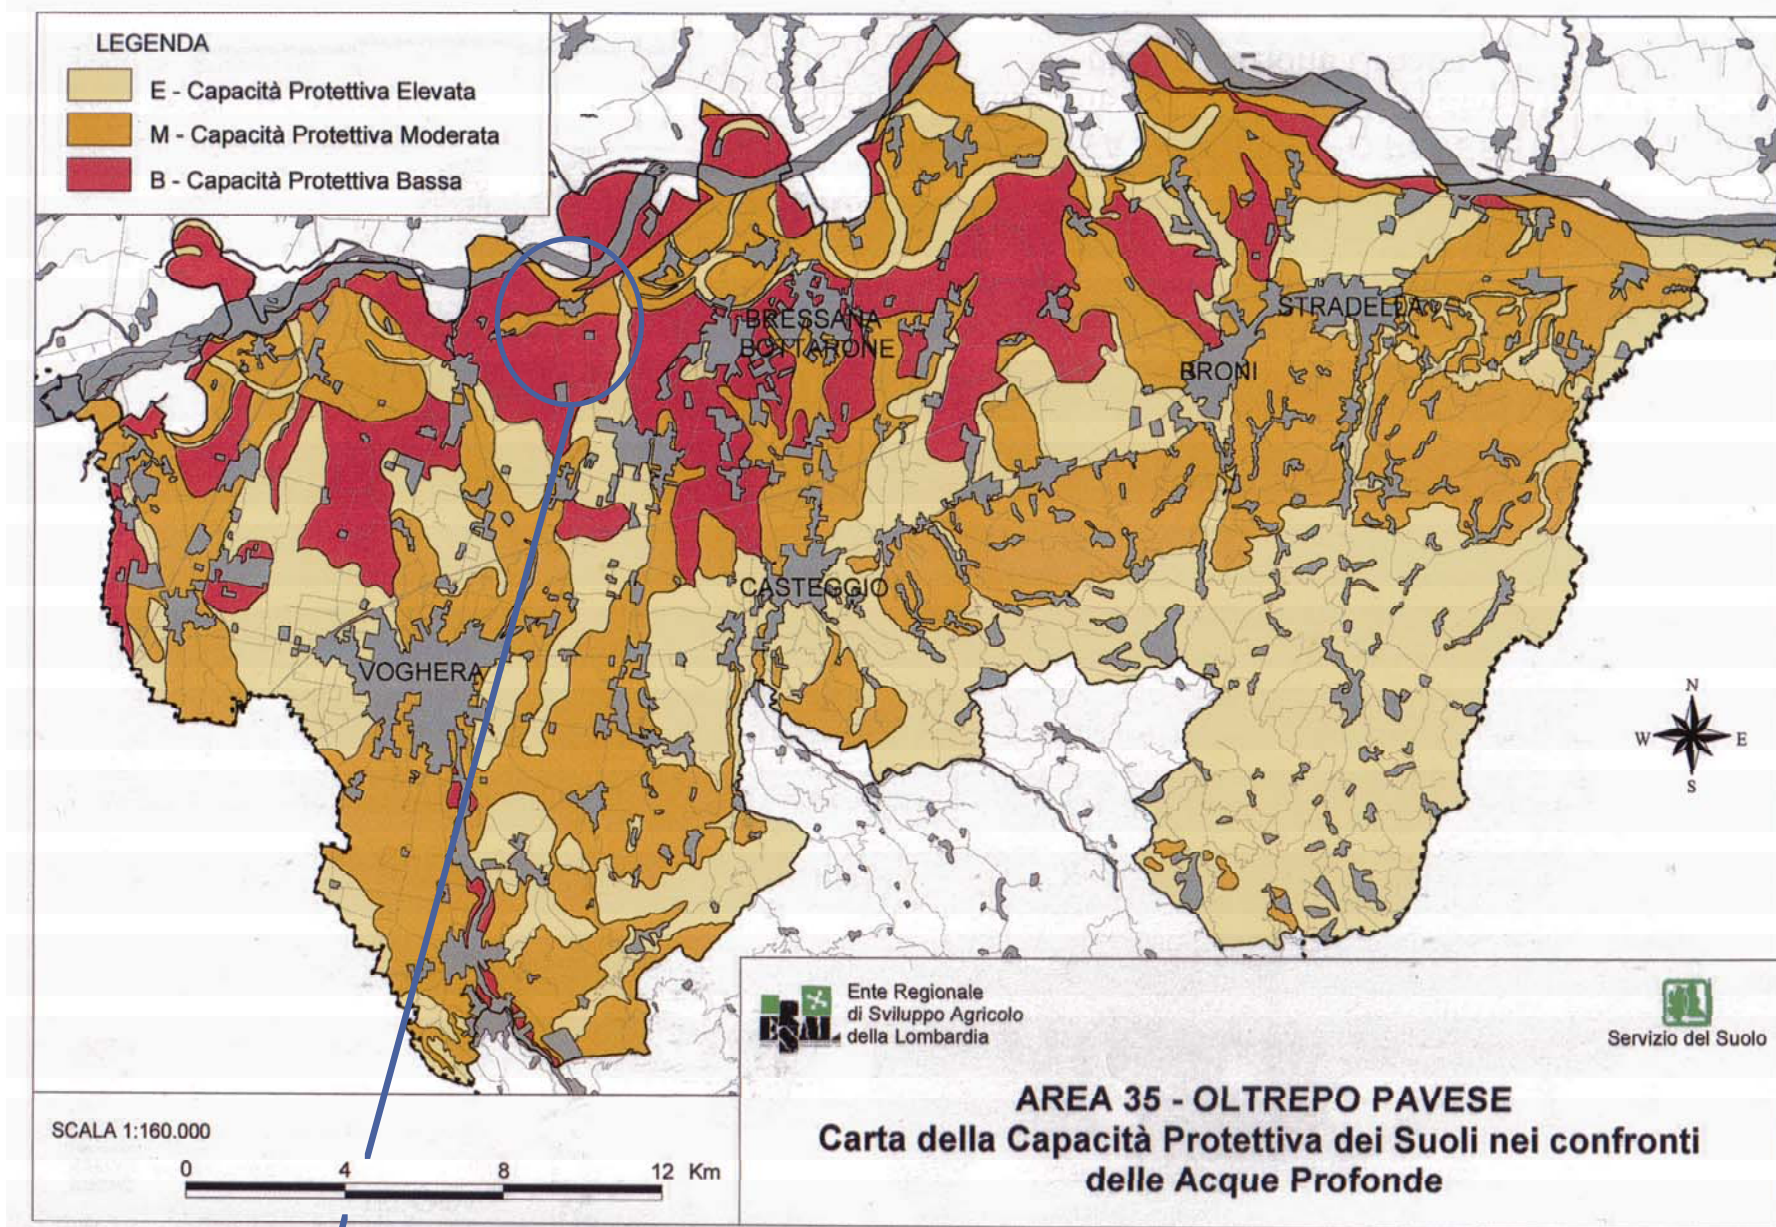 LEGENDA
E - Capacità Protettiva Elevata
M - Capacità Protettiva Moderata
B - Capacità Protettiva Bassa
BRESSANA
BOTTARONE
STRADELLA
BRONI
CASTEGGIO
VOGHERA
N
W E
S
ERSAL
Ente Regionale
di Sviluppo Agricolo
della Lombardia
Servizio del Suolo
AREA 35 - OLTREPO PAVESE
Carta della Capacità Protettiva dei Suoli nei confronti
delle Acque Profonde
SCALA 1:160.000
0 4 8 12 Km